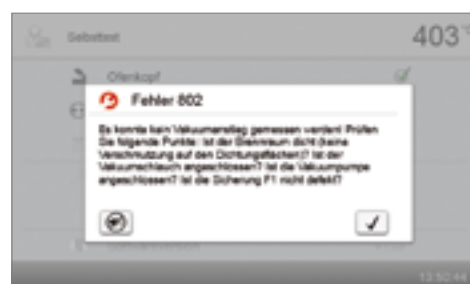 Selbsttest
403°
Ofenkopf
Fehler 802
Es konnte kein Vakuumanstieg gemessen werden! Prüfen
Sie folgende Punkte: Ist der Brennraum dicht (keine
Verschmutzung auf den Dichtungsflächen)? Ist der
Vakuumschlauch angeschlossen? Ist die Vakuumpumpe
angeschlossen? Ist die Sicherung F1 nicht defekt?
13:50:44